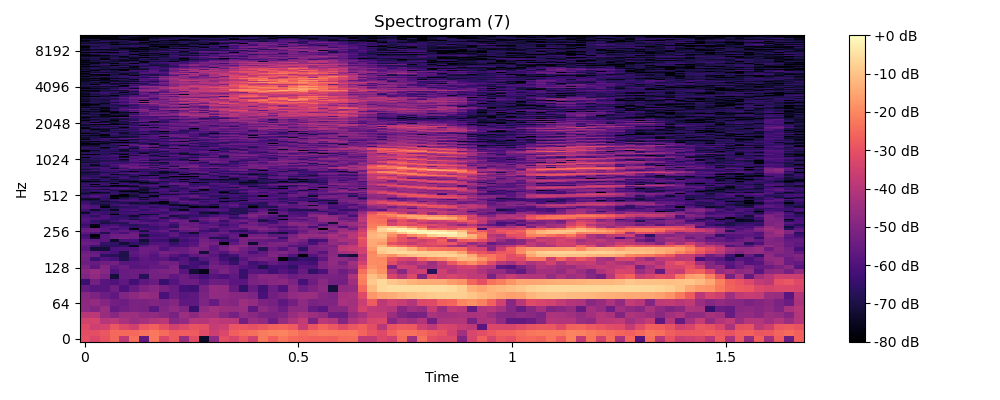 Spectrogram (7)
8192
4096
2048
1024
512
256
128
64
0
Hz
0
0.5
1
1.5
Time
+0 dB
-10 dB
-20 dB
-30 dB
-40 dB
-50 dB
-60 dB
-70 dB
-80 dB